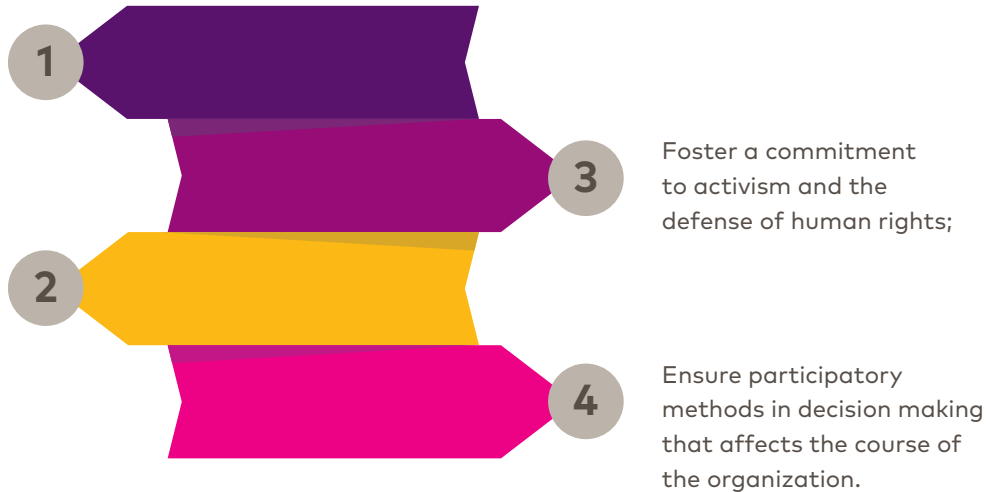 1
3
Foster a commitment
to activism and the
defense of human rights;
2
4
Ensure participatory
methods in decision making
that affects the course of
the organization.